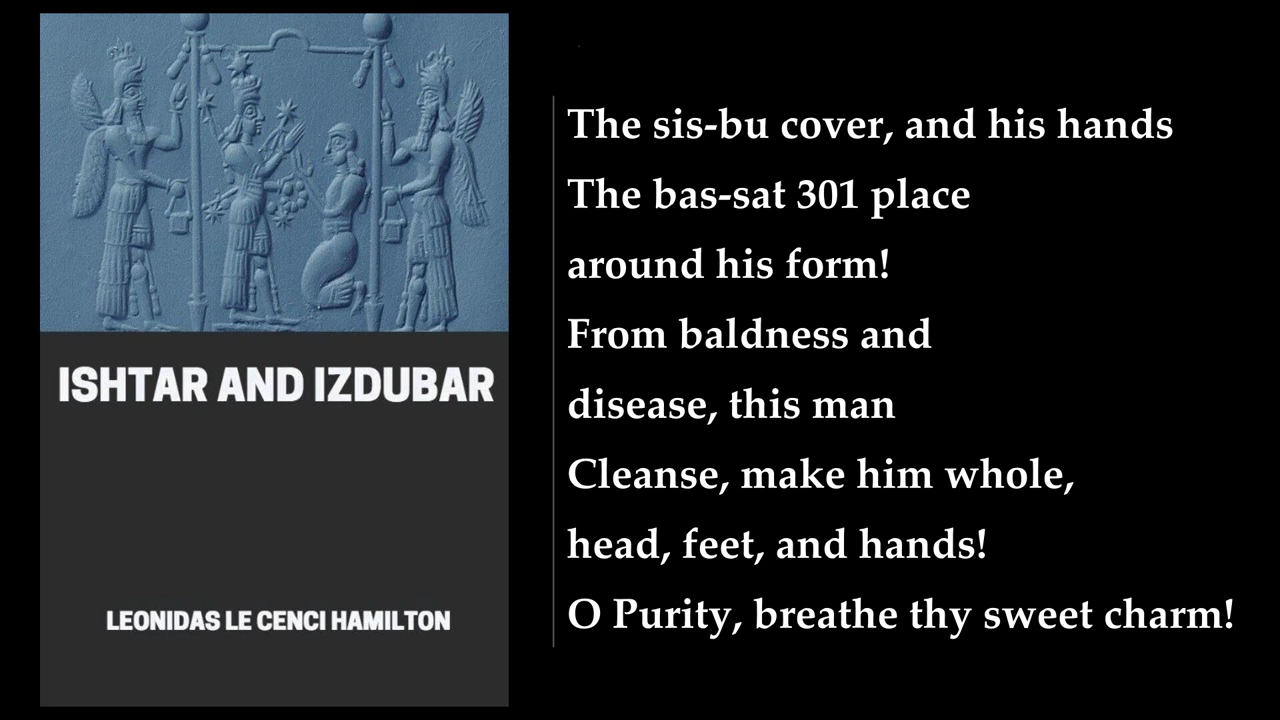 ISHTAR AND IZDUBAR
LEONIDAS LE CENCI HAMILTON
The sis-bu cover, and his hands
The bas-sat 301 place
around his form!
From baldness and
disease, this man
Cleanse, make him whole,
head, feet, and hands!
O Purity, breathe thy sweet charm!